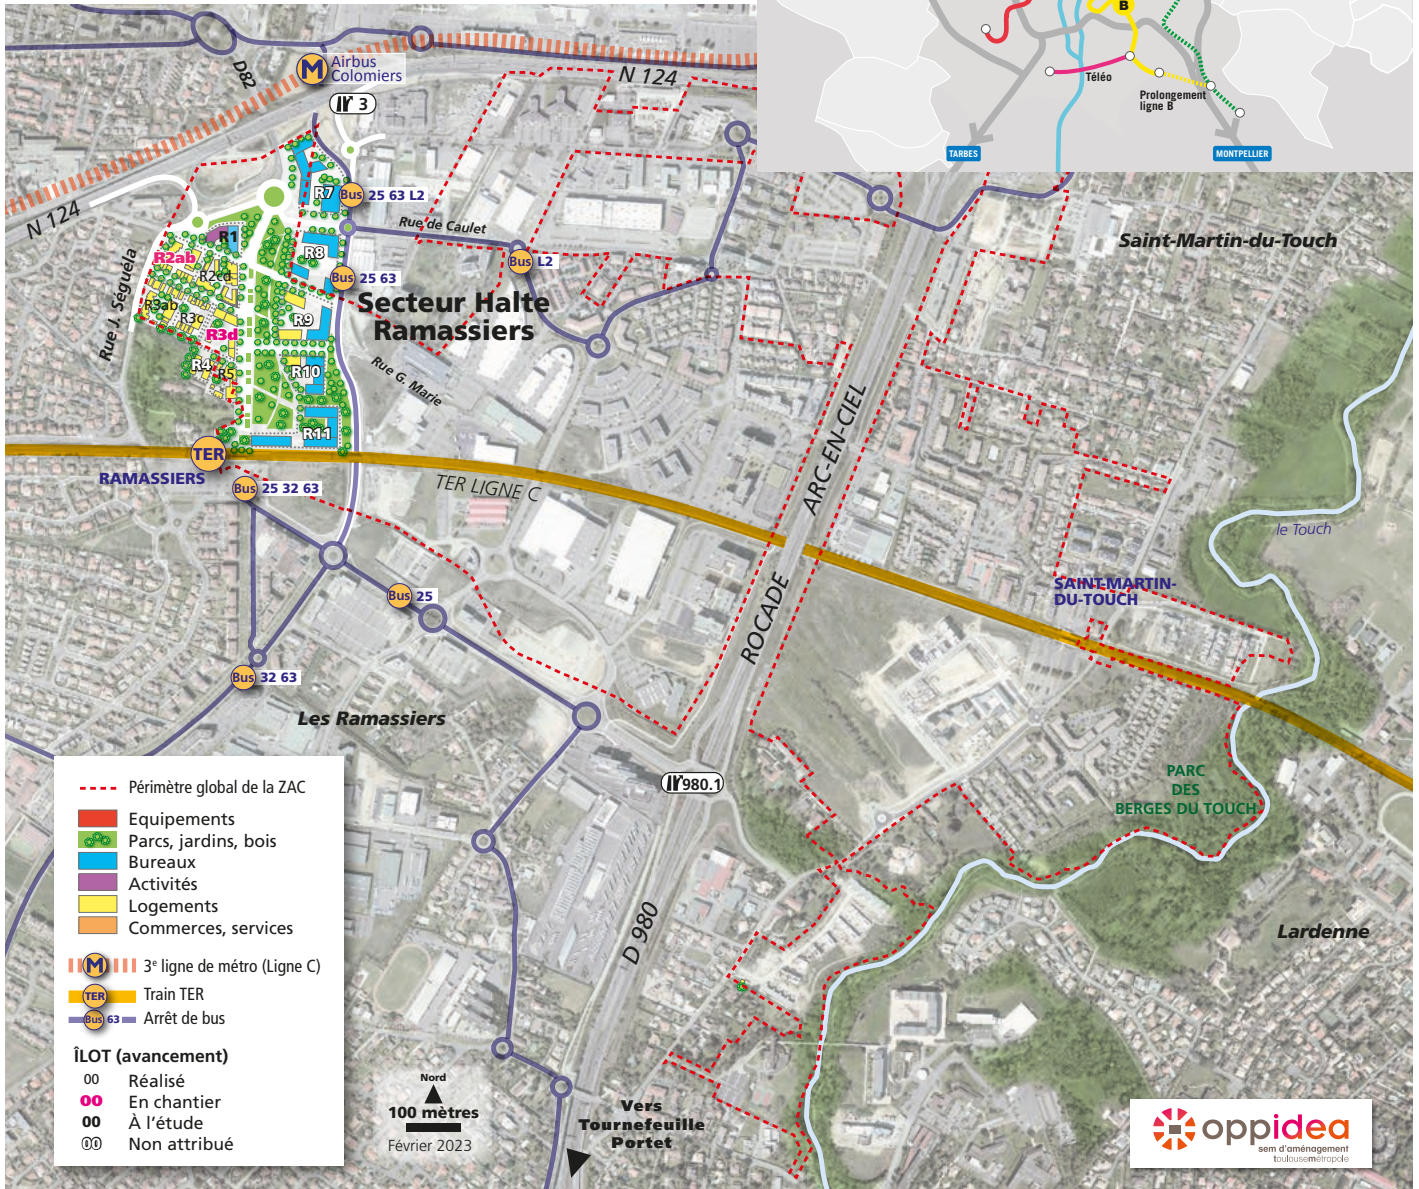 B
Téléo
Prolongement
ligne B
TARBES
MONTPELLIER
D82
M
Airbus
Colomiers
N 124
3
N 124
R7
Bus 25 63 L2
Rue de Caulet
R1
R8
Bus L2
Saint-Martin-du-Touch
R2ab
R2cd
Bus 25 63
Rue J. Séguéla
R3ab
R3c
R9
Secteur Halte
Ramassiers
R3d
R4
R5
R10
Rue G. Marie
R11
ARC-EN-CIEL
TER
RAMASSIERS
Bus 25 32 63
TER LIGNE C
le Touch
ROCADE
SAINT-MARTIN-
DU-TOUCH
Bus 25
Bus 32 63
Les Ramassiers
980.1
PARC
DES
BERGES DU TOUCH
D 980
Lardenne
Périmètre global de la ZAC
Equipements
Parcs, jardins, bois
Bureaux
Activités
Logements
Commerces, services
M 3e ligne de métro (Ligne C)
TER Train TER
Bus 63 Arrêt de bus
ÎLOT (avancement)
00 Réalisé
00 En chantier
00 À l'étude
00 Non attribué
Nord
100 mètres
Février 2023
Vers
Tournefeuille
Portet
oppidea
sem d'aménagement
toulousemétropole